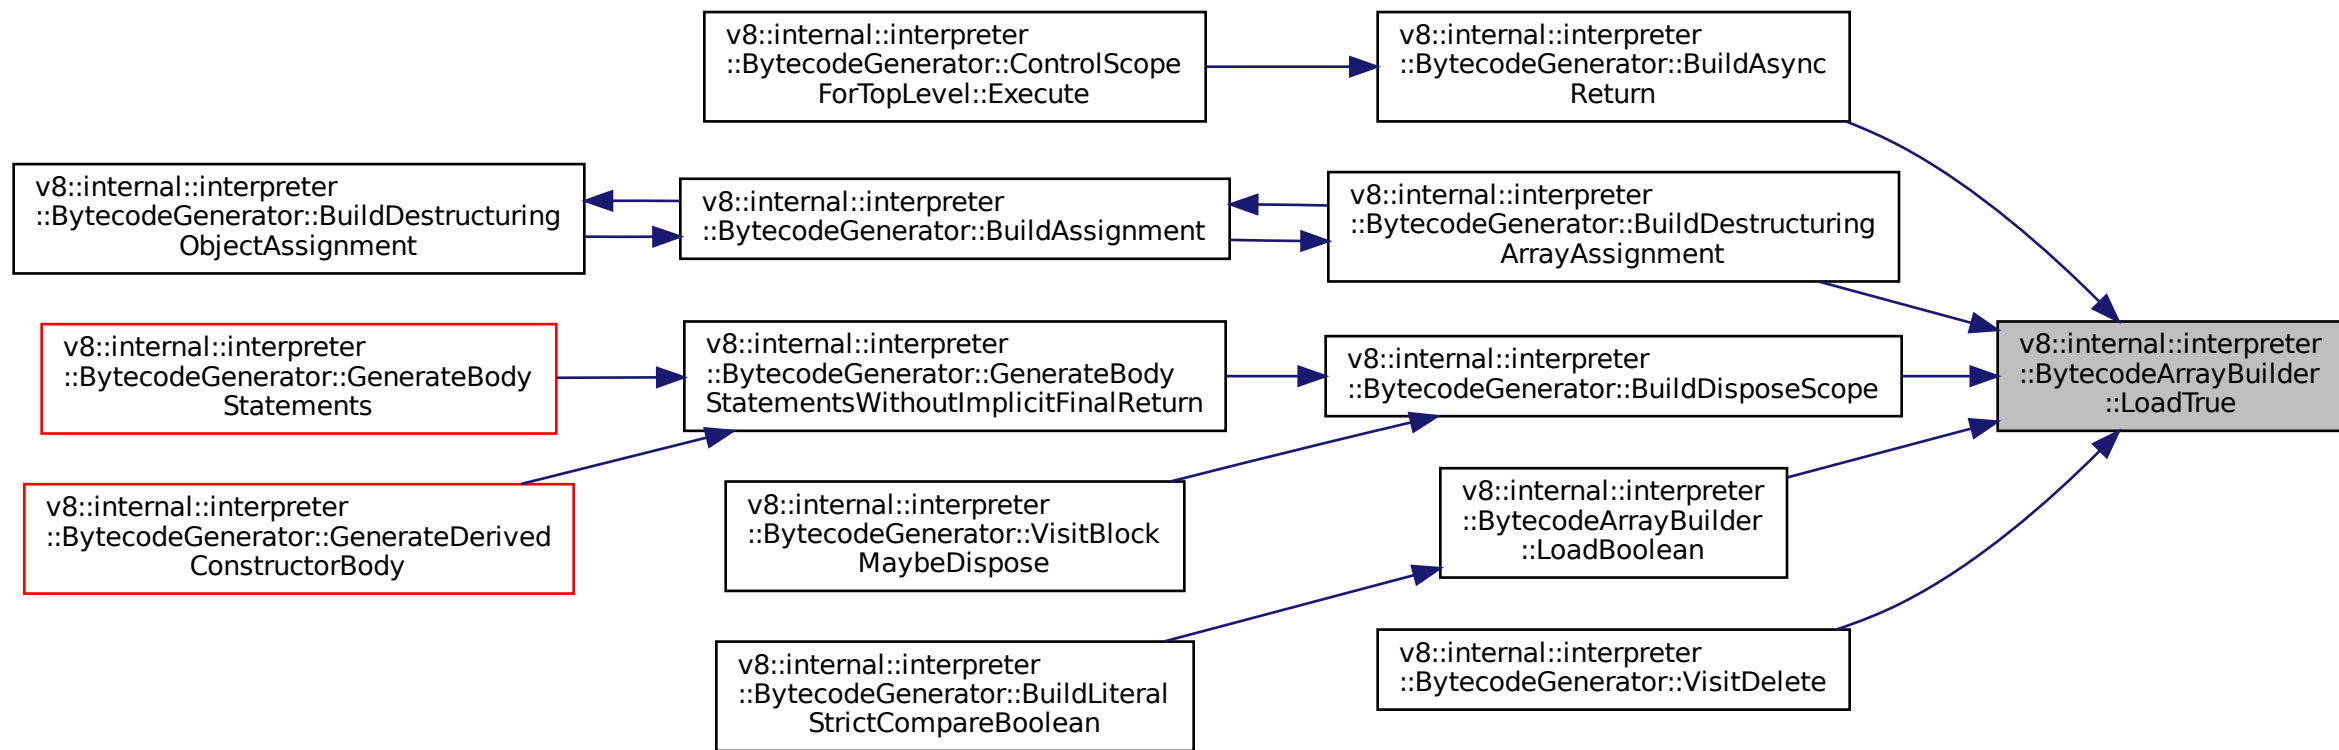 v8::internal::interpreter
::BytecodeGenerator::ControlScope
ForTopLevel::Execute
v8::internal::interpreter
::BytecodeGenerator::BuildAsync
Return
v8::internal::interpreter
::BytecodeGenerator::BuildDestructuring
ObjectAssignment
v8::internal::interpreter
::BytecodeGenerator::BuildAssignment
v8::internal::interpreter
::BytecodeGenerator::BuildDestructuring
ArrayAssignment
v8::internal::interpreter
::BytecodeGenerator::GenerateBody
Statements
v8::internal::interpreter
::BytecodeGenerator::GenerateBody
StatementsWithoutImplicitFinalReturn
v8::internal::interpreter
::BytecodeGenerator::BuildDisposeScope
v8::internal::interpreter
::BytecodeArrayBuilder
::LoadTrue
v8::internal::interpreter
::BytecodeGenerator::GenerateDerived
ConstructorBody
v8::internal::interpreter
::BytecodeGenerator::VisitBlock
MaybeDispose
v8::internal::interpreter
::BytecodeArrayBuilder
::LoadBoolean
v8::internal::interpreter
::BytecodeGenerator::BuildLiteral
StrictCompareBoolean
v8::internal::interpreter
::BytecodeGenerator::VisitDelete